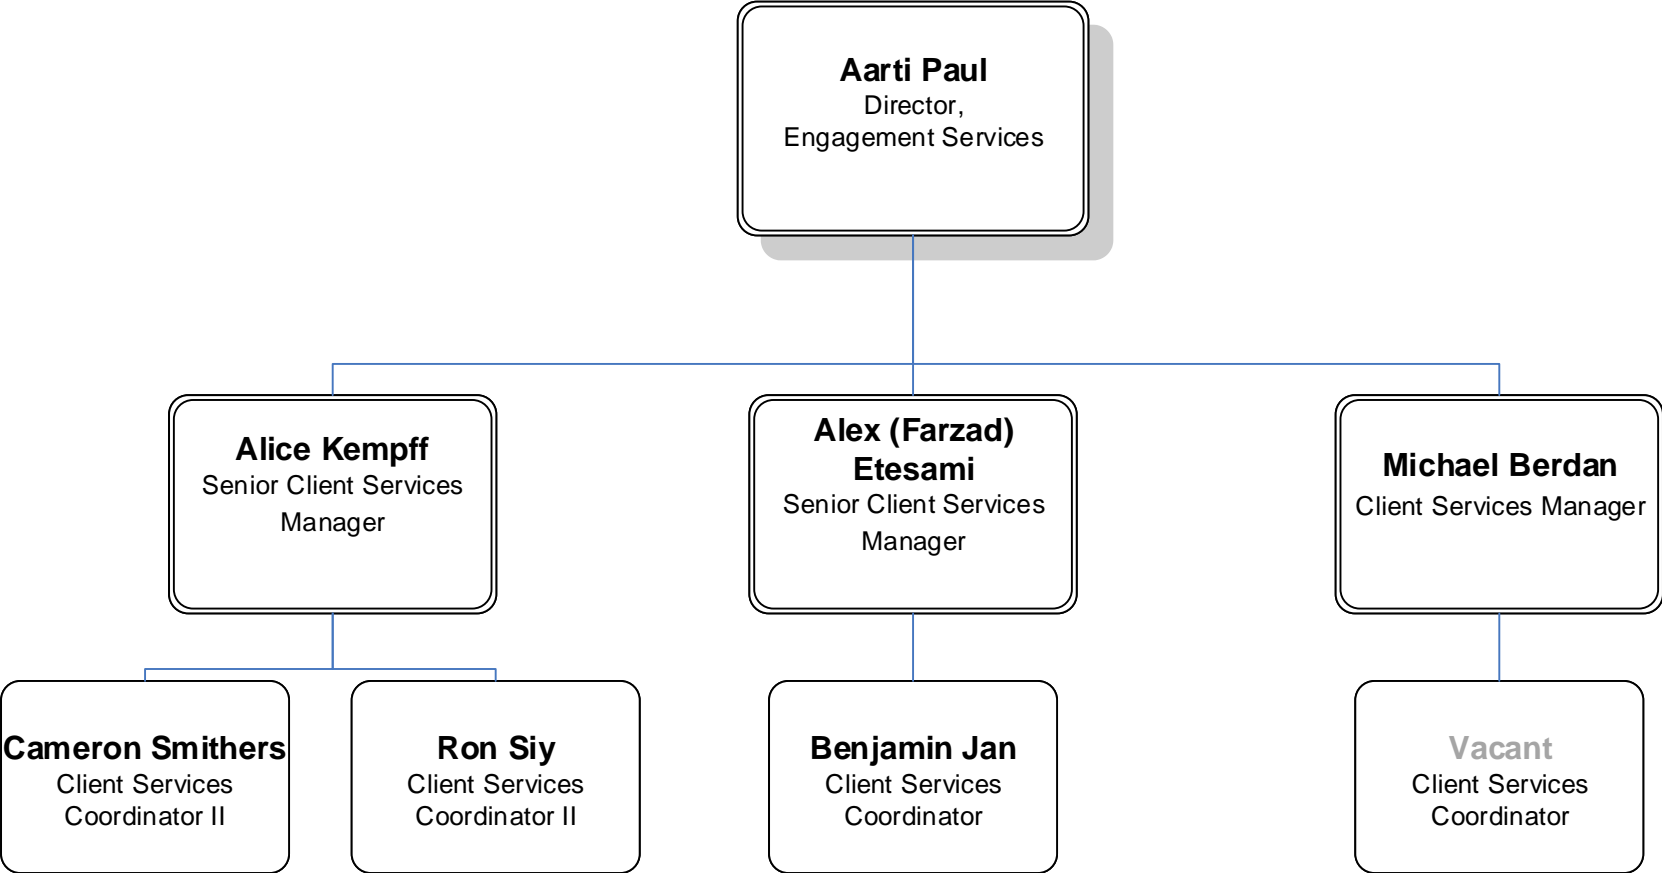 Aarti Paul
Director,
Engagement Services
Alice Kempff
Senior Client Services
Manager
Alex (Farzad)
Etesami
Senior Client Services
Manager
Michael Berdan
Client Services Manager
Cameron Smithers
Client Services
Coordinator II
Ron Siy
Client Services
Coordinator II
Benjamin Jan
Client Services
Coordinator
Vacant
Client Services
Coordinator